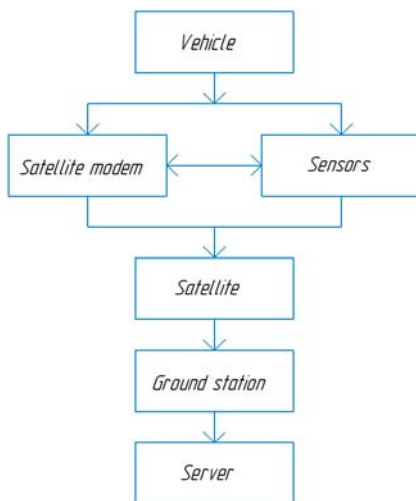 Vehicle
Satellite modem
Sensors
Satellite
Ground station
Server